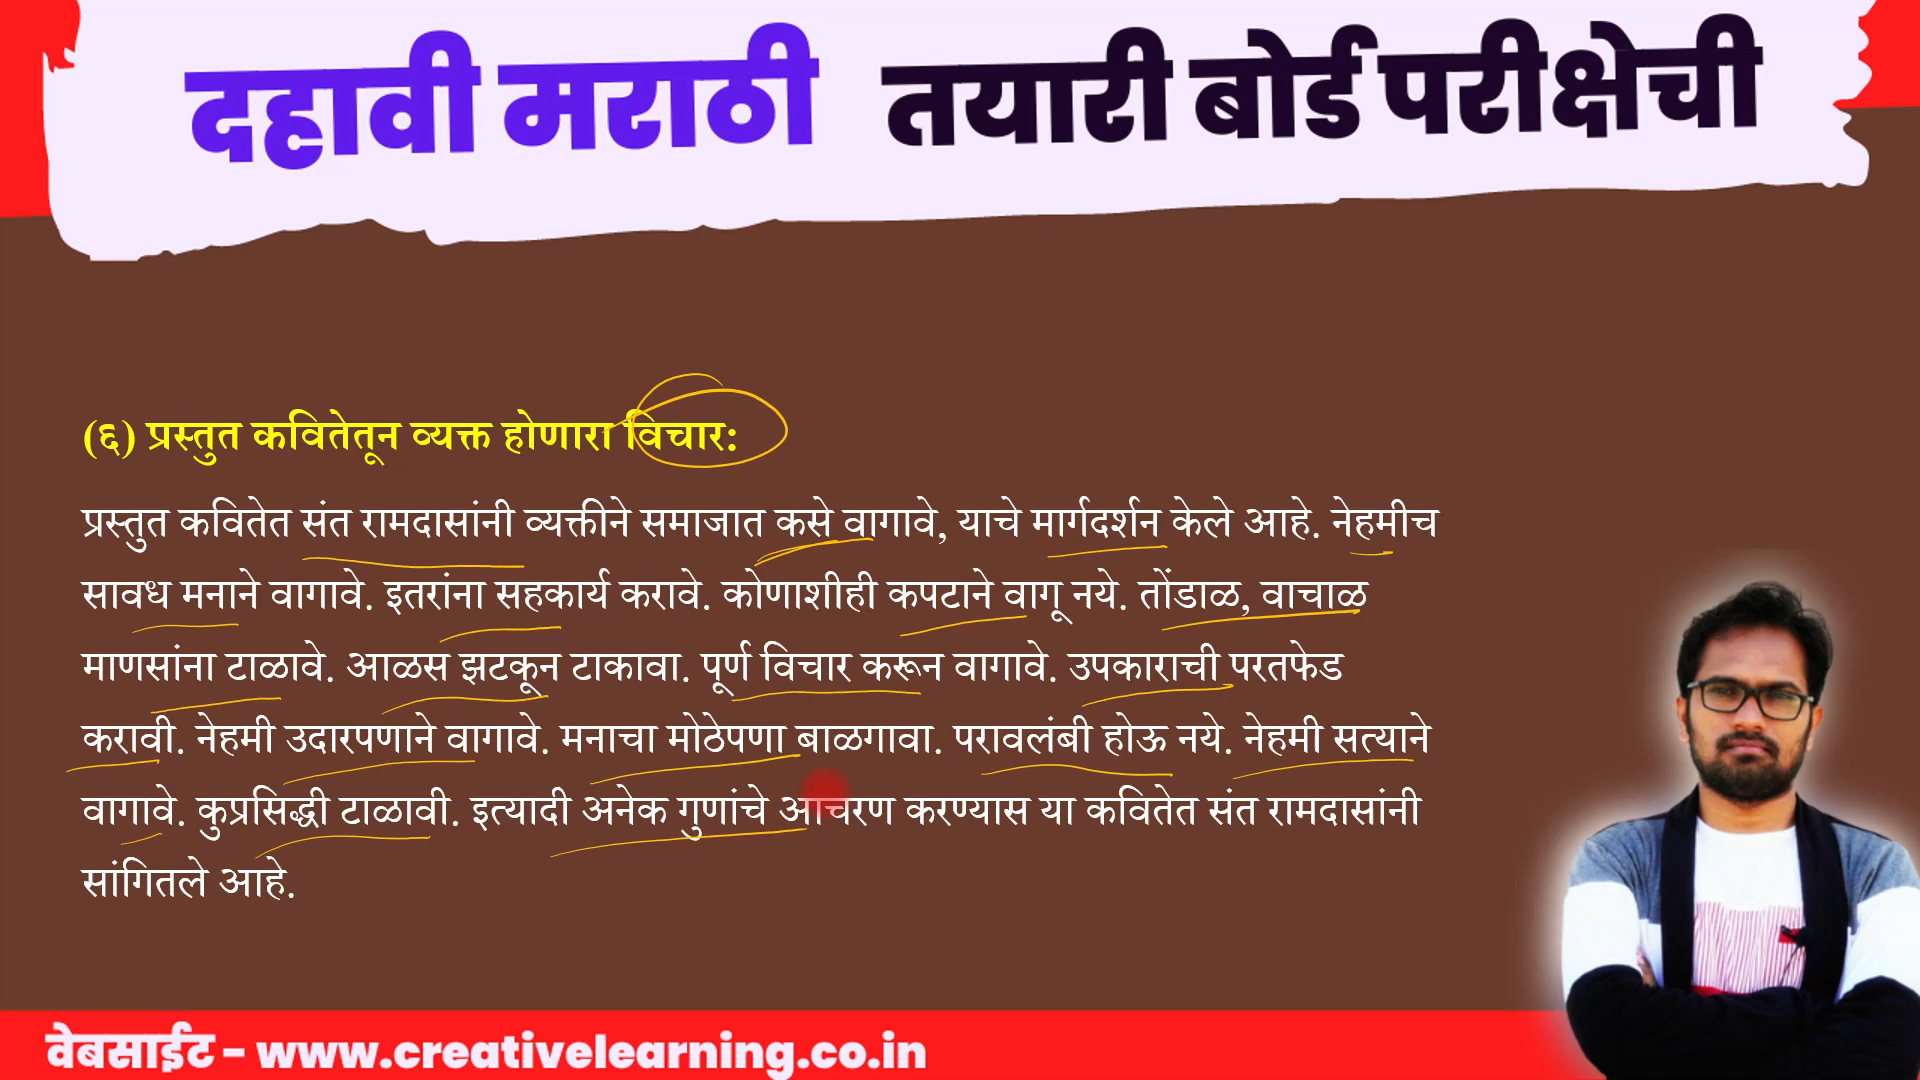 दहावी मराठी तयारी बोर्ड परीक्षेची
(६) प्रस्तुत कवितेतून व्यक्त होणारा विचार:
प्रस्तुत कवितेत संत रामदासांनी व्यक्तीने समाजात कसे वागावे, याचे मार्गदर्शन केले आहे. नेहमीच
सावध मनाने वागावे. इतरांना सहकार्य करावे. कोणाशीही कपटाने वागू नये. तोंडाळ, वाचाळ
माणसांना टाळावे. आळस झटकून टाकावा. पूर्ण विचार करून वागावे. उपकाराची परतफेड
करावी. नेहमी उदारपणाने वागावे. मनाचा मोठेपणा बाळगावा. परावलंबी होऊ नये. नेहमी सत्याने
वागावे. कुप्रसिद्धी टाळावी. इत्यादी अनेक गुणांचे आचरण करण्यास या कवितेत संत रामदासांनी
सांगितले आहे.
वेबसाईट - www.creativelearning.co.in